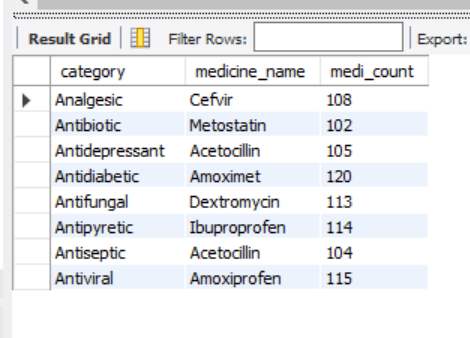 Result Grid Filter Rows: Export:
category medicine_name medi_count
Analgesic Cefvir 108
Antibiotic Metostatin 102
Antidepressant Acetocillin 105
Antidiabetic Amoximet 120
Antifungal Dextromycin 113
Antipyretic Ibuproprofen 114
Antiseptic Acetocillin 104
Antiviral Amoxiprofen 115